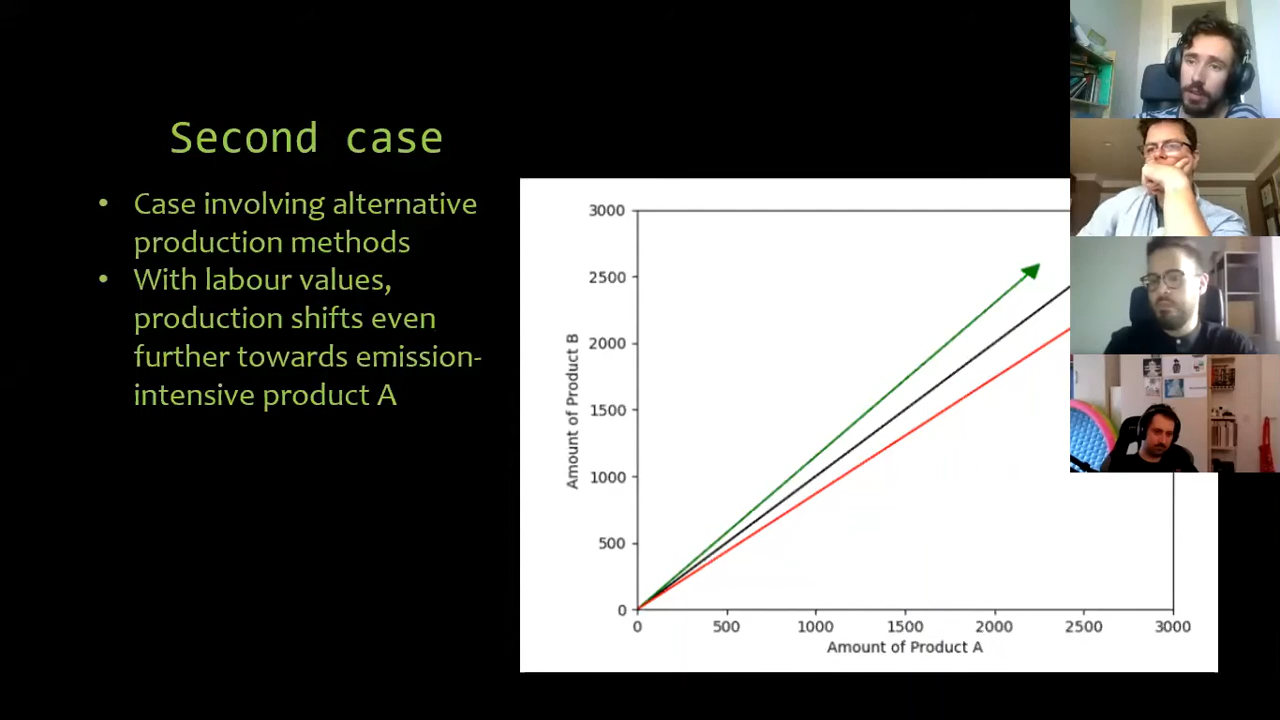 Second case
• Case involving alternative
production methods
• With labour values,
production shifts even
further towards emission-
intensive product A
3000
2500
2000
1500
1000
500
0
Amount of Product B
0 500 1000 1500 2000 2500 3000
Amount of Product A